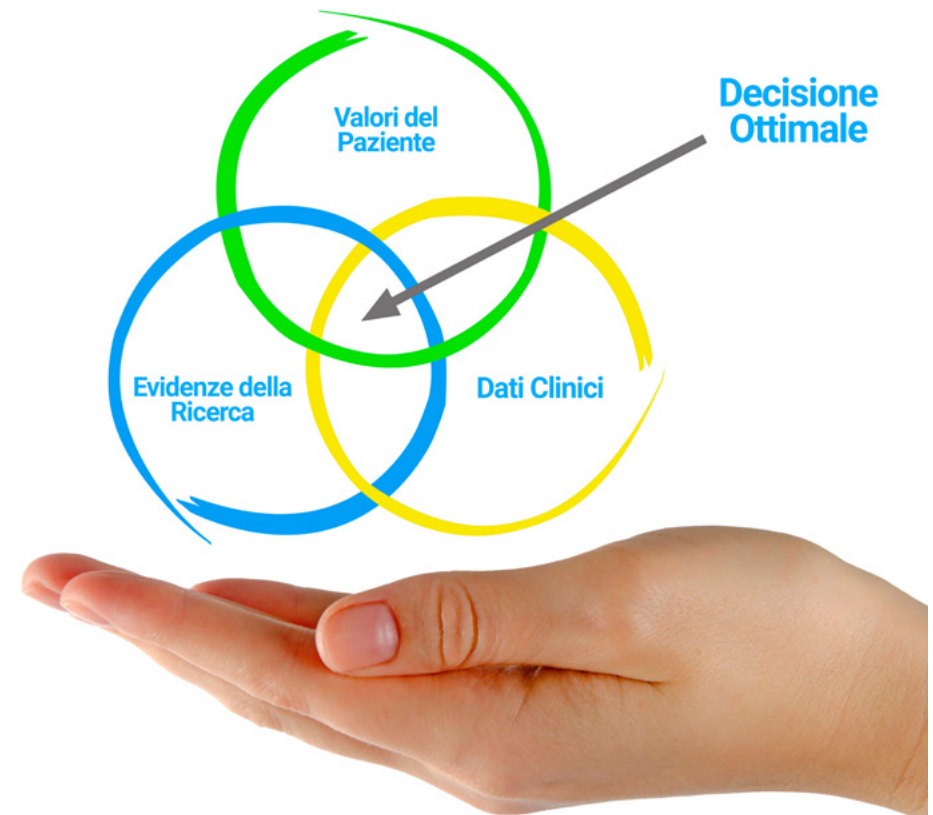 Valori del
Paziente
Decisione
Ottimale
Evidenze della
Ricerca
Dati Clinici